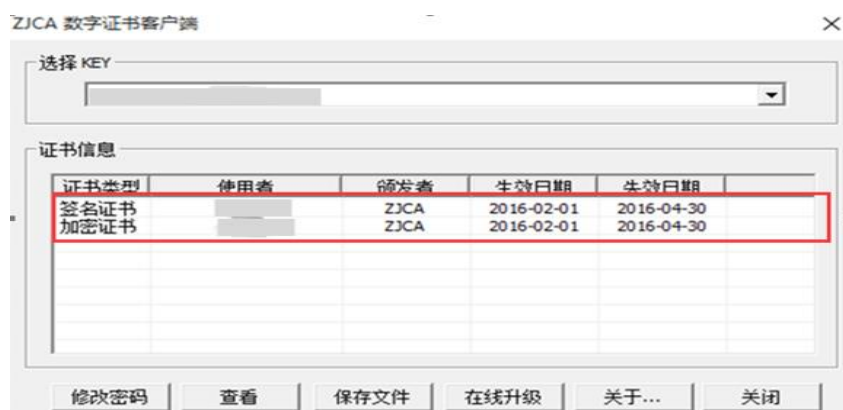 ZJCA 数字证书客户端
选择 KEY
证书信息
证书类型 使用者 颁发者 生效日期 失效日期
签名证书 ZJCA 2016-02-01 2016-04-30
加密证书 ZJCA 2016-02-01 2016-04-30
修改密码 查看 保存文件 在线升级 关于... 关闭